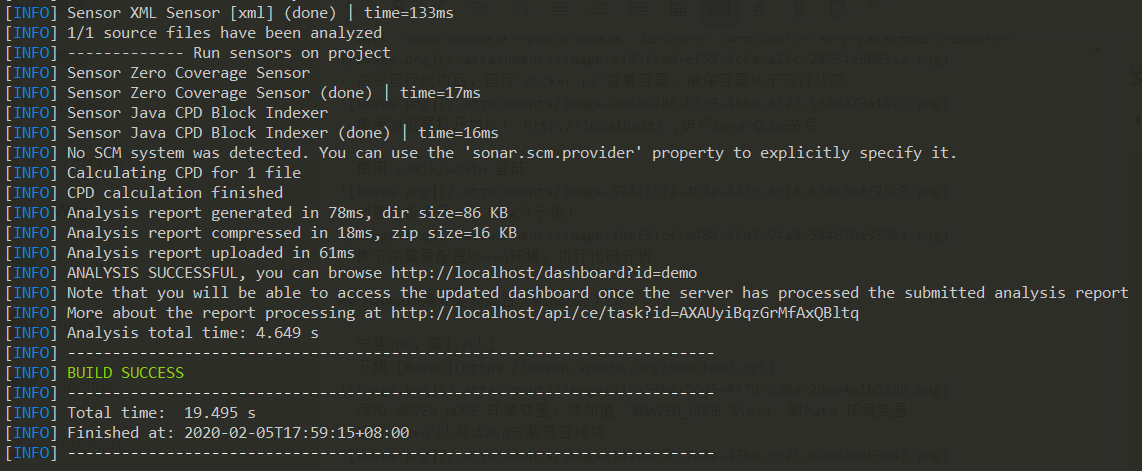 [INFO] Sensor XML Sensor [xml] (done) | time=133ms
[INFO] 1/1 source files have been analyzed
[INFO] ------------- Run sensors on project
[INFO] Sensor Zero Coverage Sensor
[INFO] Sensor Zero Coverage Sensor (done) | time=17ms
[INFO] Sensor Java CPD Block Indexer
[INFO] Sensor Java CPD Block Indexer (done) | time=16ms
[INFO] No SCM system was detected. You can use the 'sonar.scm.provider' property to explicitly specify it.
[INFO] Calculating CPD for 1 file
[INFO] CPD calculation finished
[INFO] Analysis report generated in 78ms, dir size=86 KB
[INFO] Analysis report compressed in 18ms, zip size=16 KB
[INFO] Analysis report uploaded in 61ms
[INFO] ANALYSIS SUCCESSFUL, you can browse http://localhost/dashboard?id=demo
[INFO] Note that you will be able to access the updated dashboard once the server has processed the submitted analysis report
[INFO] More about the report processing at http://localhost/api/ce/task?id=AXAUyiBqzGrMfAxQBltq
[INFO] Analysis total time: 4.649 s
[INFO] ------------------------------------------------------------------------
[INFO] BUILD SUCCESS
[INFO] ------------------------------------------------------------------------
[INFO] Total time:  19.495 s
[INFO] Finished at: 2020-02-05T17:59:15+08:00
[INFO] ------------------------------------------------------------------------